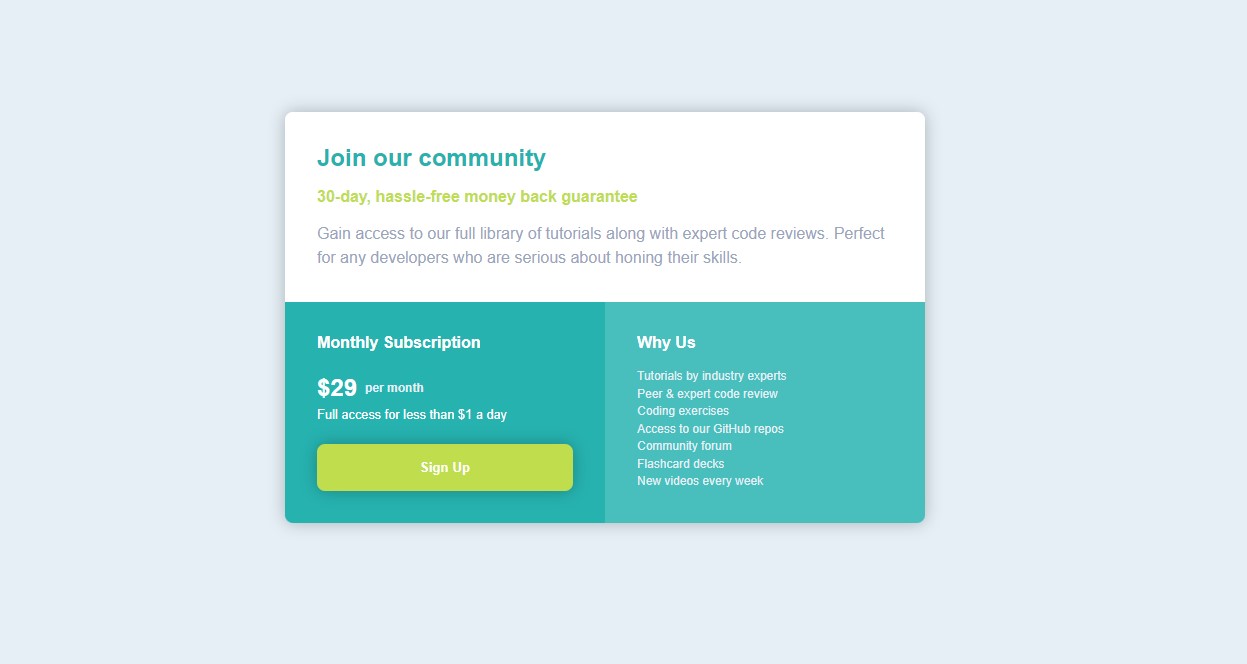 Join our community
30-day, hassle-free money back guarantee
Gain access to our full library of tutorials along with expert code reviews. Perfect
for any developers who are serious about honing their skills.
Monthly Subscription
$29 per month
Full access for less than $1 a day
Sign Up
Why Us
Tutorials by industry experts
Peer & expert code review
Coding exercises
Access to our GitHub repos
Community forum
Flashcard decks
New videos every week